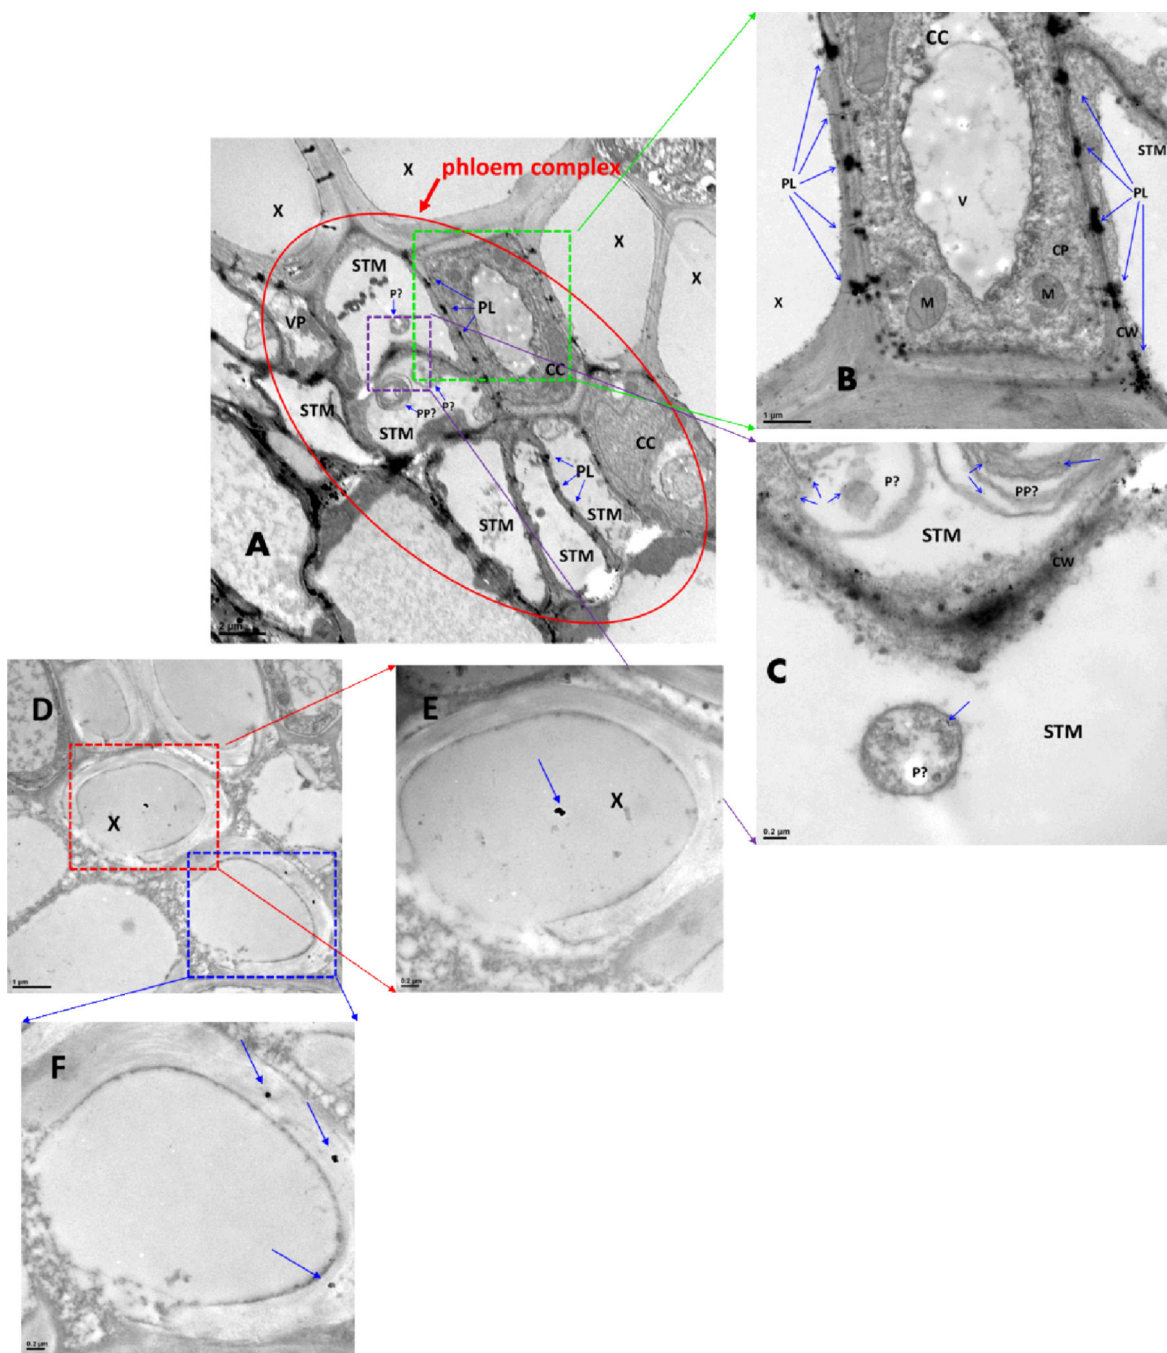 CC
PL
PL
STM
V
CP
M
M
X
CW
B
1 μm
X
phloem complex
X
X
X
STM
P?
PL
VP
CC
STM
PP?
P?
STM
CC
PL
STM
STM
STM
A
2 μm
P?
PP?
STM
CW
C
STM
P?
0.2 μm
D
X
1 μm
E
X
0.2 μm
F
0.2 μm